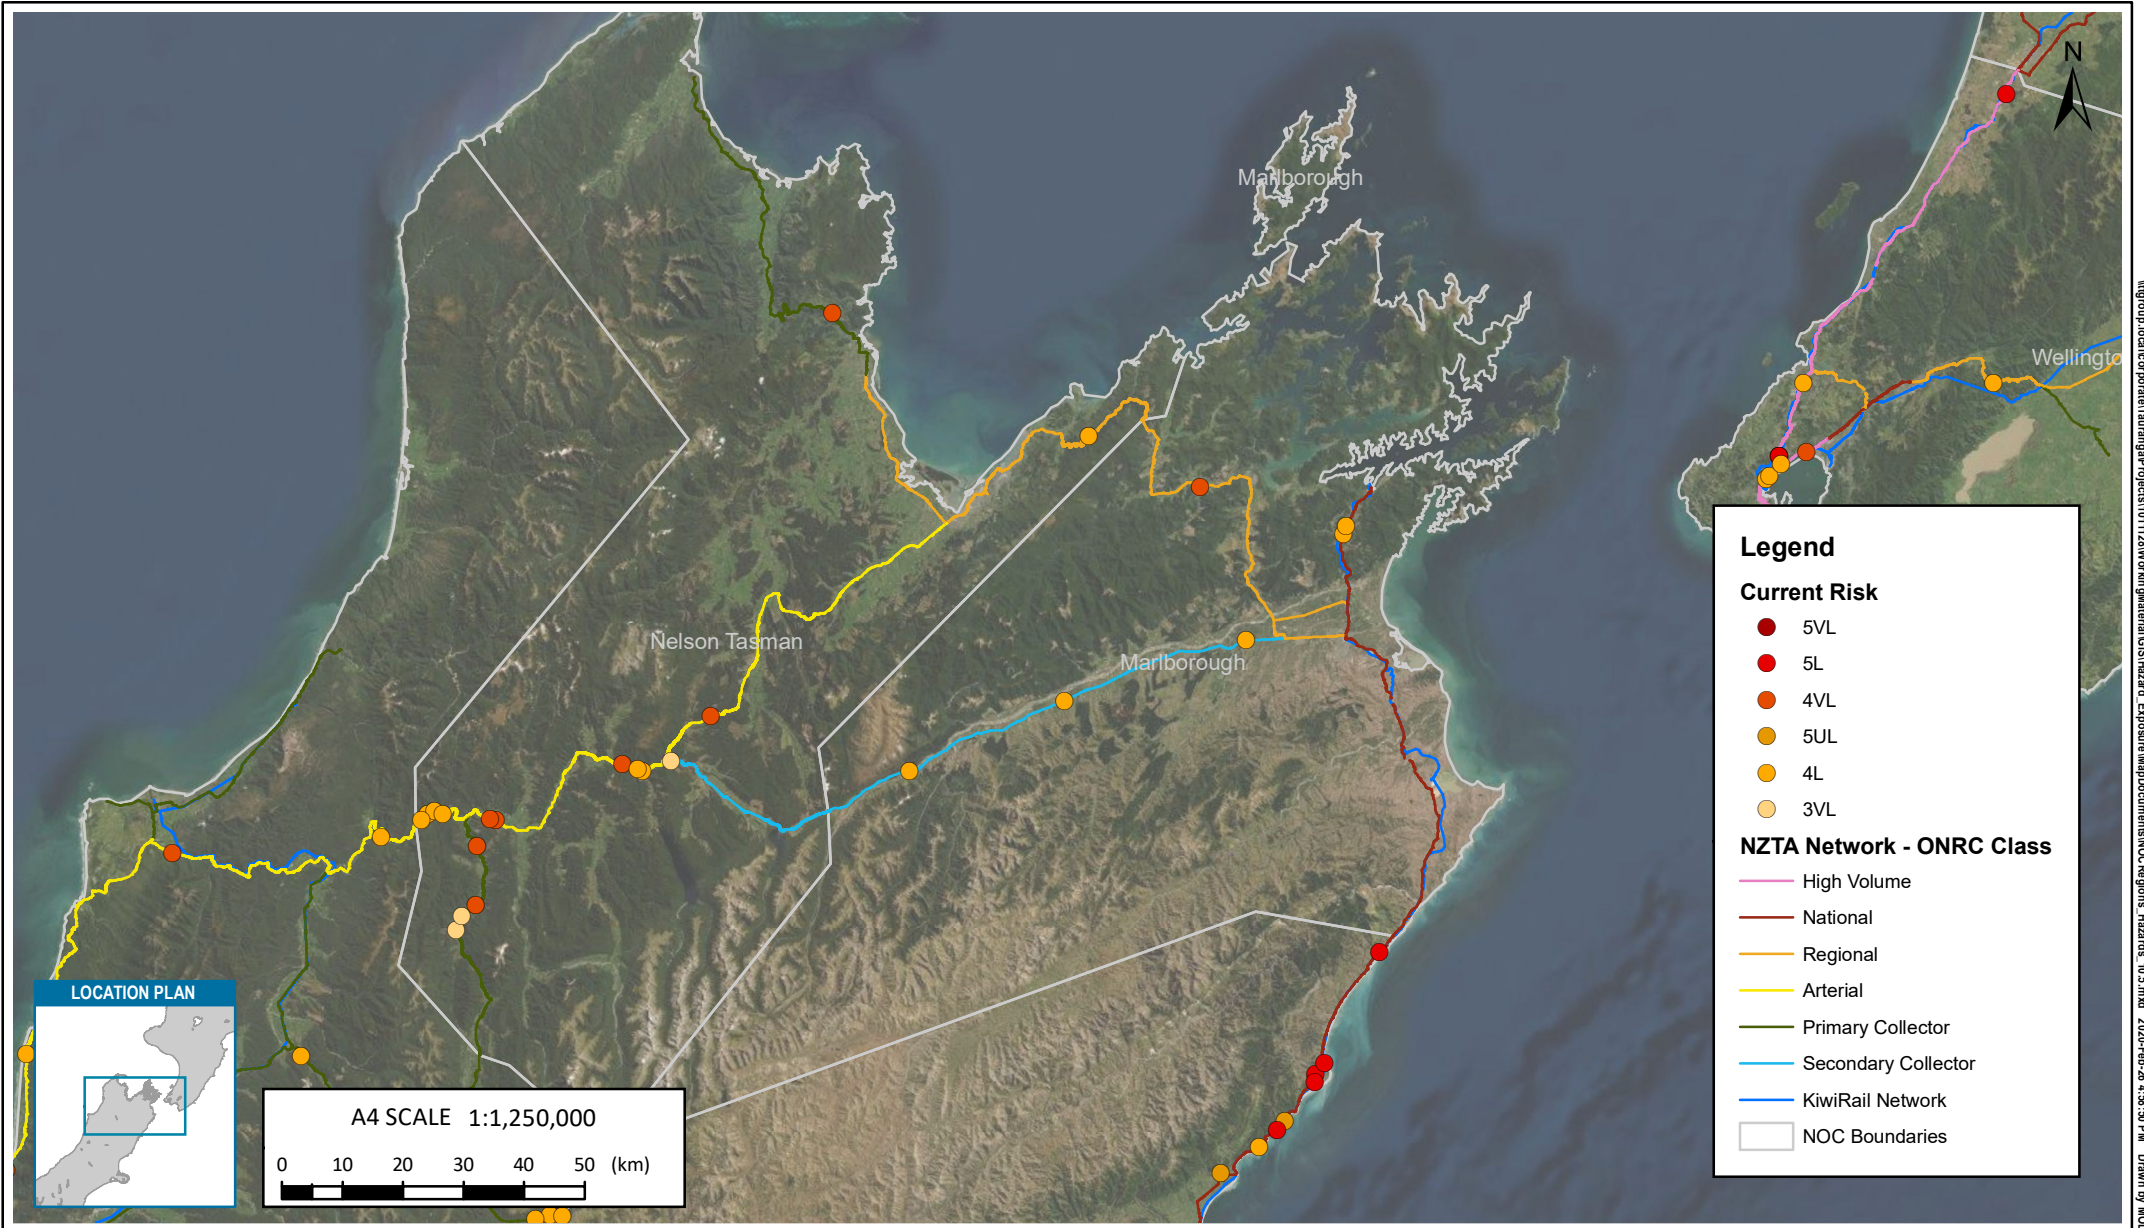 N
Marlborough
Wellingto
Nelson Tasman
Marlborough
Legend
Current Risk
5VL
5L
4VL
5UL
4L
3VL
NZTA Network - ONRC Class
High Volume
National
Regional
Arterial
Primary Collector
Secondary Collector
KiwiRail Network
NOC Boundaries
LOCATION PLAN
A4 SCALE 1:1,250,000
0 10 20 30 40 50 (km)